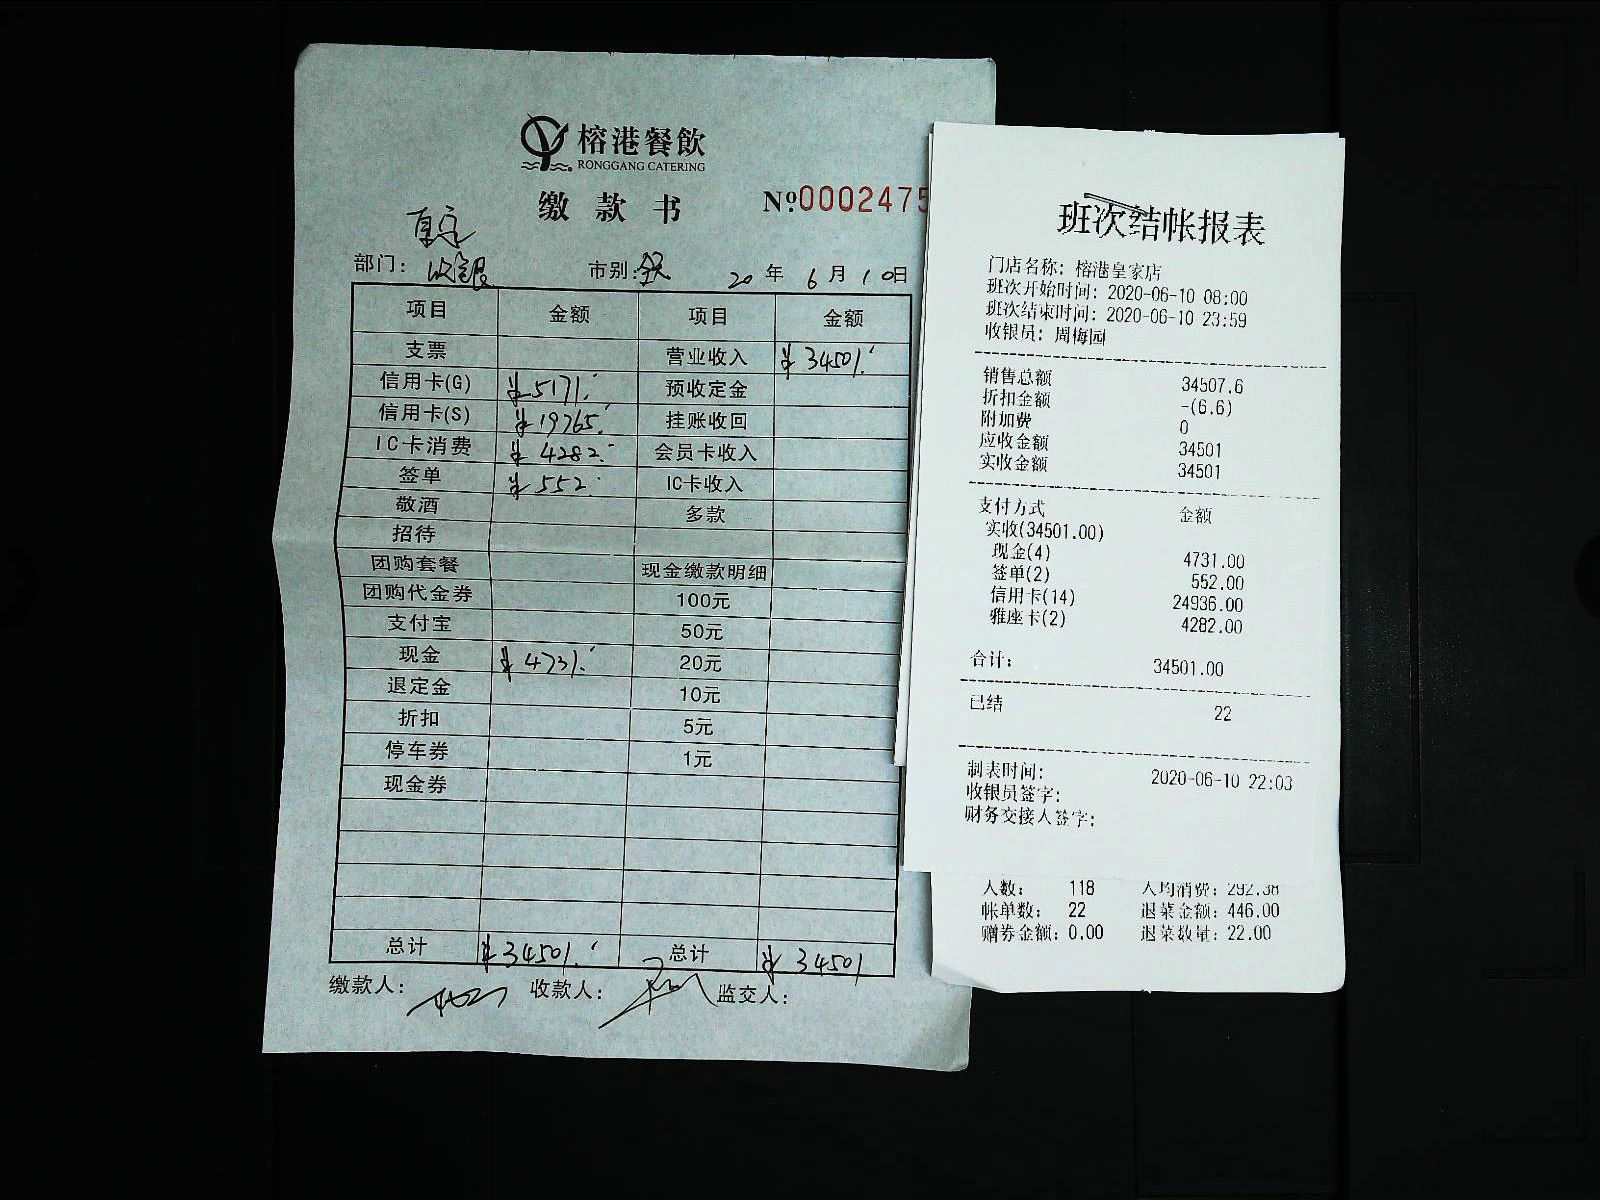 榕港餐飲
RONGGANG CATERING
缴款书 №0002475
部门： 收银 市别：全天 20 年 6 月 10 日
项目 金额 项目 金额
支票 营业收入 ¥34501.
信用卡(G) ¥5171. 预收定金
信用卡(S) ¥19765. 挂账收回
IC卡消费 ¥4282. 会员卡收入
签单 ¥552. IC卡收入
敬酒 多款
招待
团购套餐 现金缴款明细
团购代金券 100元
支付宝 50元
现金 ¥4731. 20元
退定金 10元
折扣 5元
停车券 1元
现金券
总计 ¥34501. 总计 ¥34501
缴款人： 收款人： 监交人：
班次结帐报表
门店名称：榕港皇家店
班次开始时间：2020-06-10 08:00
班次结束时间：2020-06-10 23:59
收银员：周梅园
销售总额 34507.6
折扣金额 -(6.6)
附加费 0
应收金额 34501
实收金额 34501
支付方式 金额
实收(34501.00)
现金(4) 4731.00
签单(2) 552.00
信用卡(14) 24936.00
雅座卡(2) 4282.00
合计： 34501.00
已结 22
制表时间： 2020-06-10 22:03
收银员签字：
财务交接人签字：
人数： 118 人均消费：292.38
帐单数： 22 退菜金额：446.00
赠券金额：0.00 退菜数量：22.00